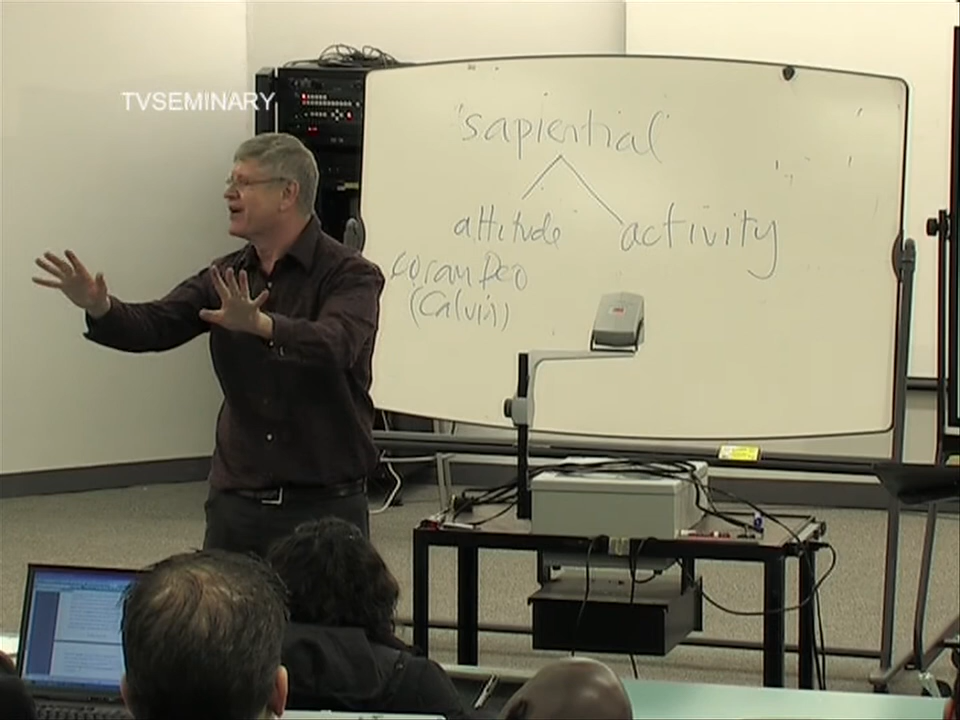 TVSEMINARY
'sapiential'
attitude activity
coram Deo
(Calvin)